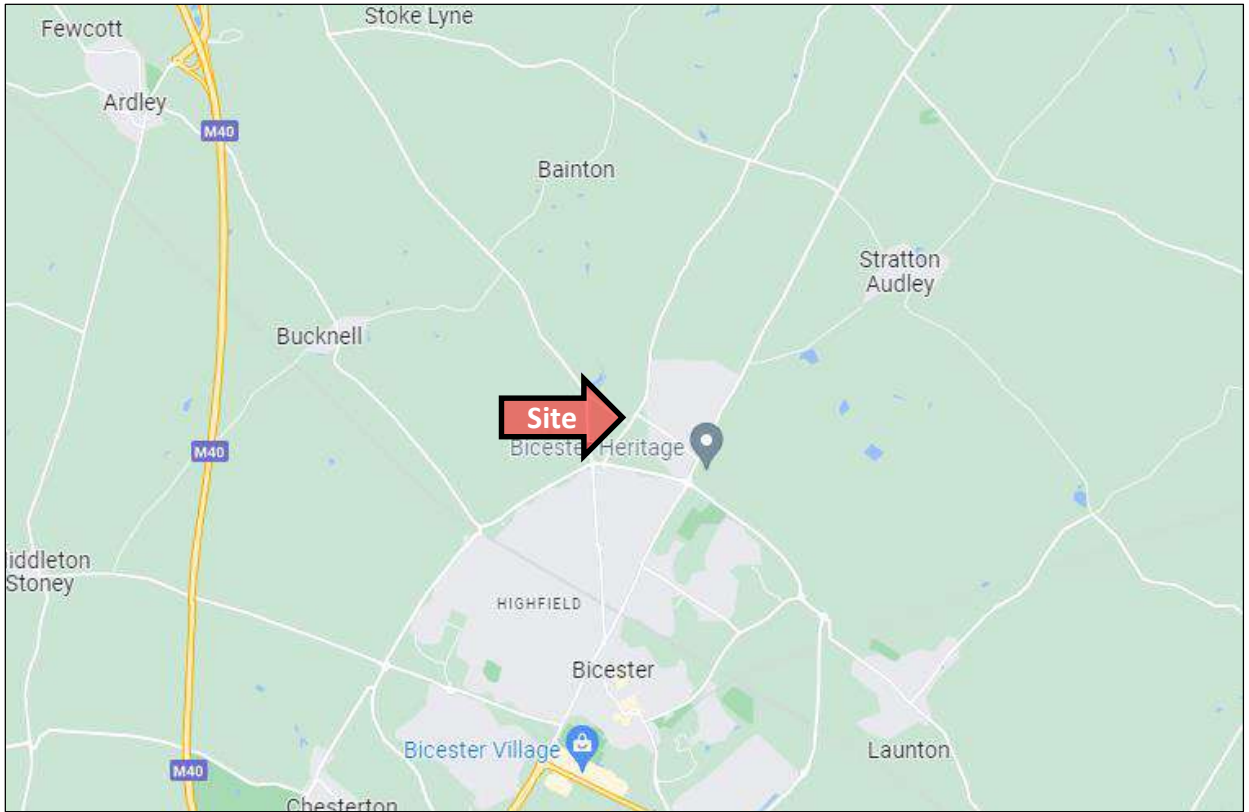 Stoke Lyne
Fewcott
Ardley
M40
Bainton
Stratton
Audley
Bucknell
Site
Bicester Heritage
M40
iddleton
Stoney
HIGHFIELD
Bicester
Bicester Village
Launton
M40
Chesterton